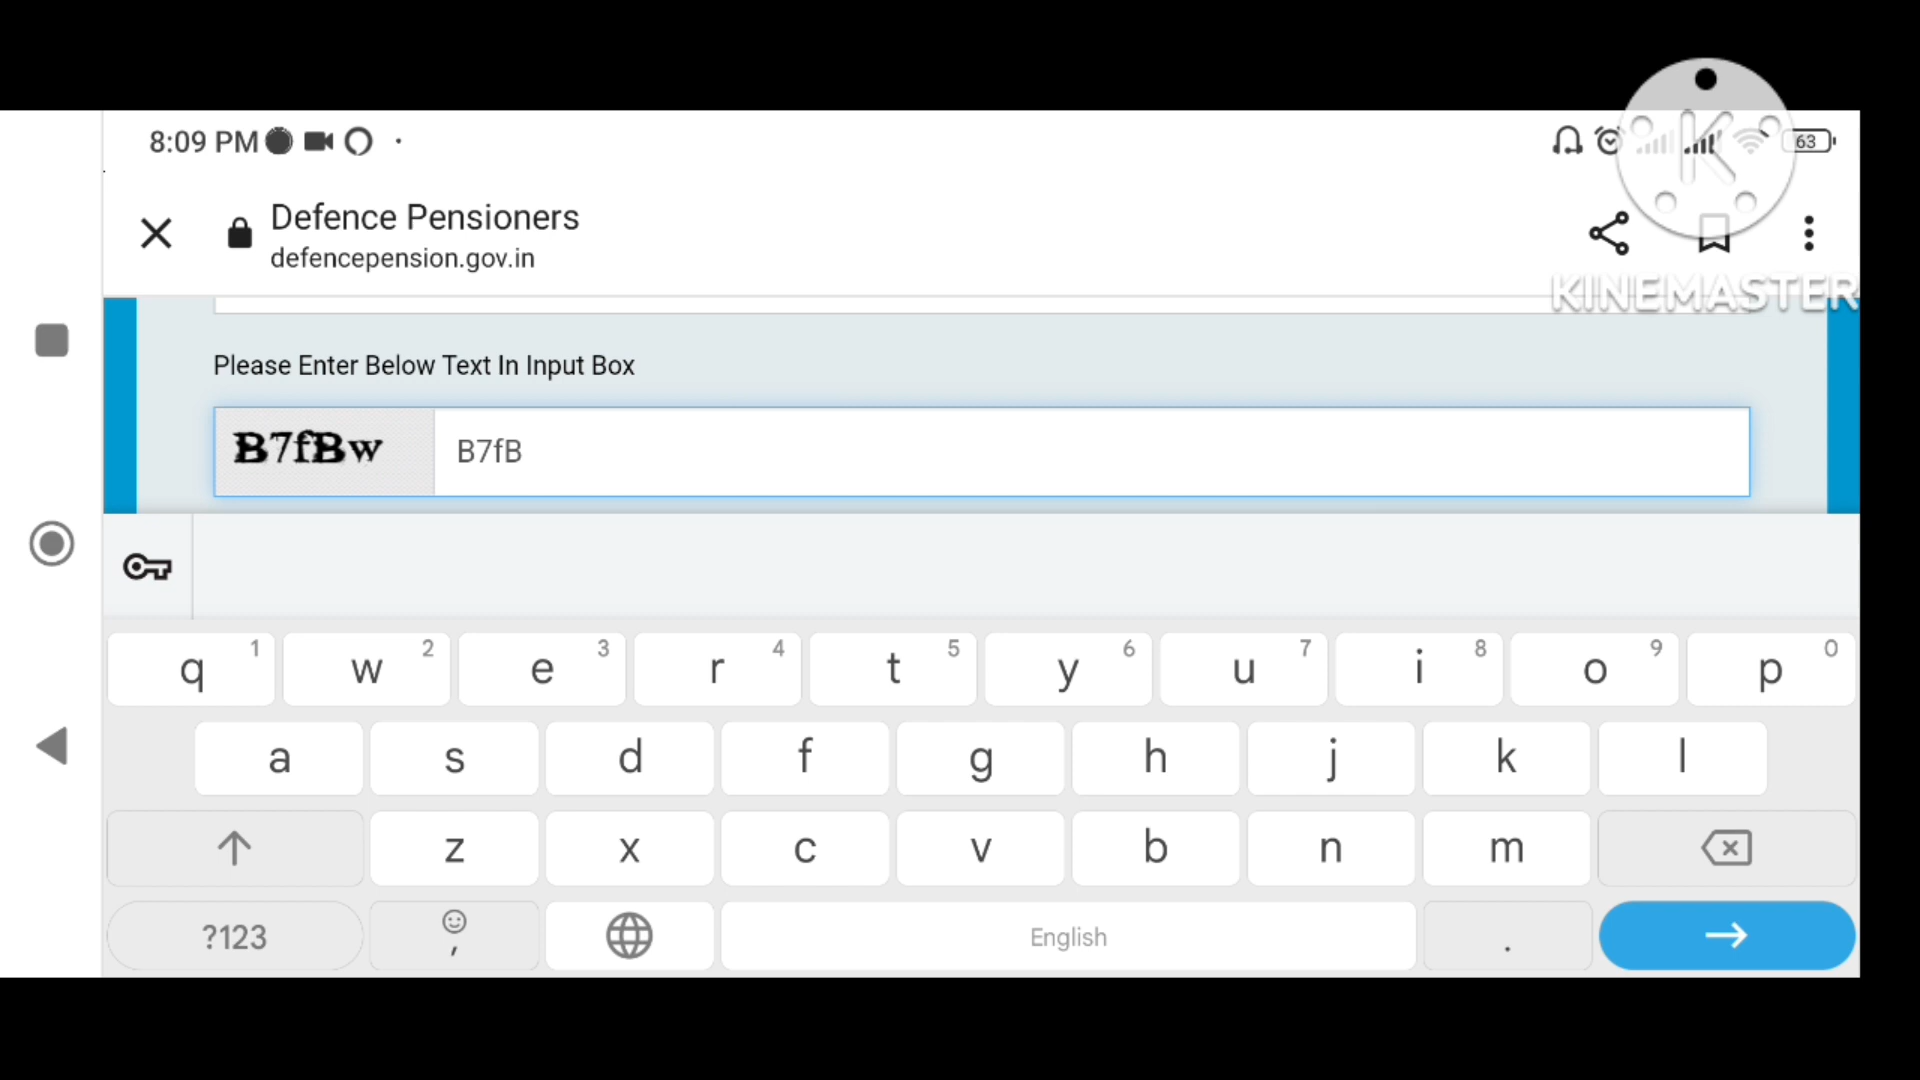 8:09 PM
63
Defence Pensioners
defencepension.gov.in
KINEMASTER
Please Enter Below Text In Input Box
B7fBw B7fB
q 1 w 2 e 3 r 4 t 5 y 6 u 7 i 8 o 9 p 0
a s d f g h j k l
z x c v b n m
?123 , English .